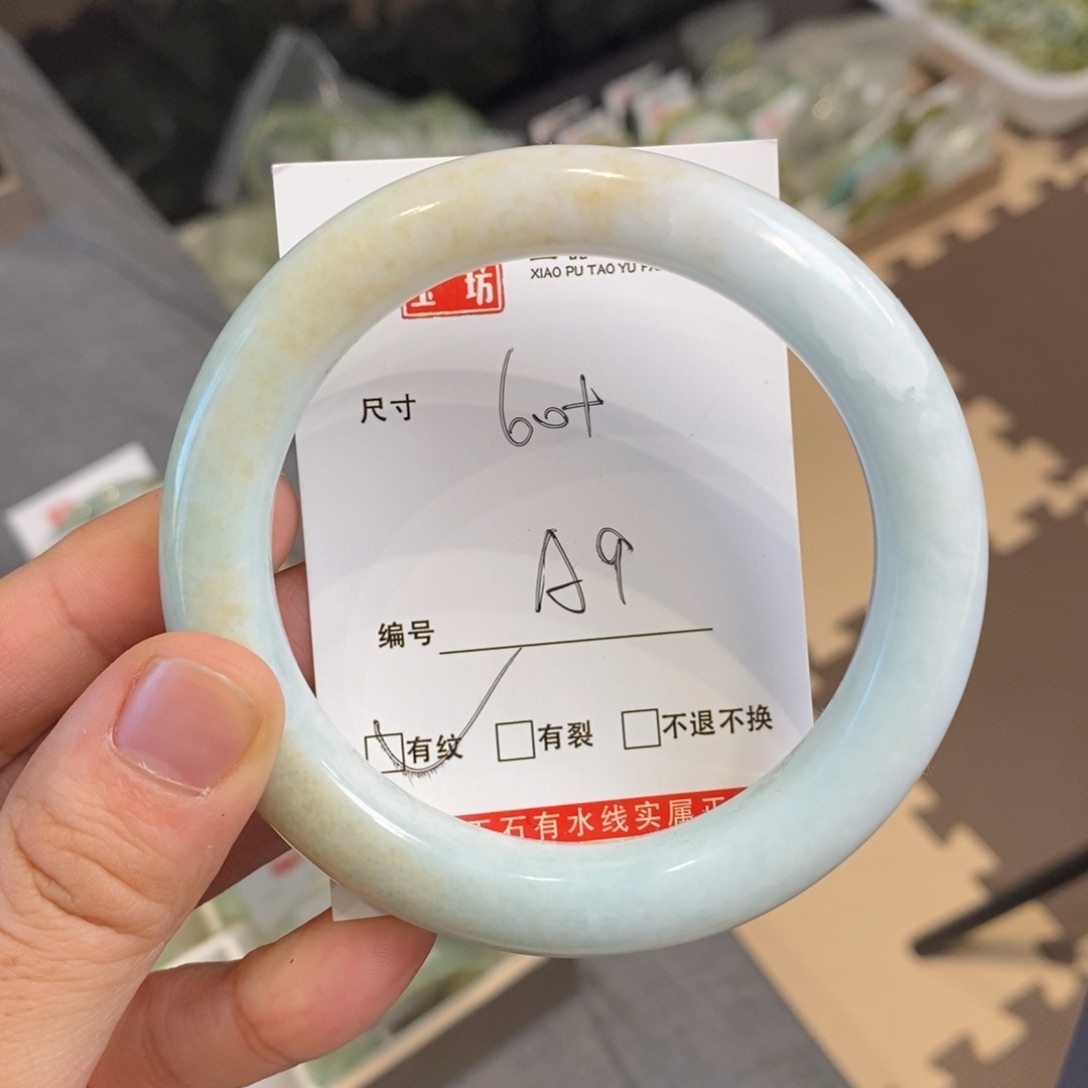 玉坊
XIAO PU TAO YU
尺寸 60+
A9
编号
有纹 有裂 不退不换
石有水线实属